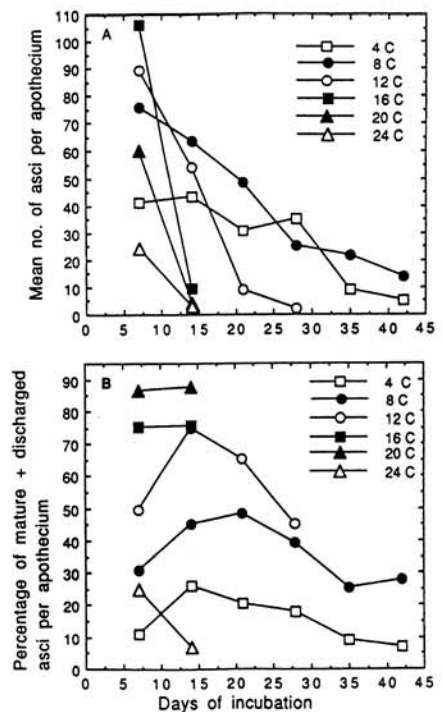 A
Mean no. of asci per apothecium
110
100
90
80
70
60
50
40
30
20
10
0
4 C
8 C
12 C
16 C
20 C
24 C
0 5 10 15 20 25 30 35 40 45
B
Percentage of mature + discharged
asci per apothecium
90
80
70
60
50
40
30
20
10
0
4 C
8 C
12 C
16 C
20 C
24 C
0 5 10 15 20 25 30 35 40 45
Days of incubation